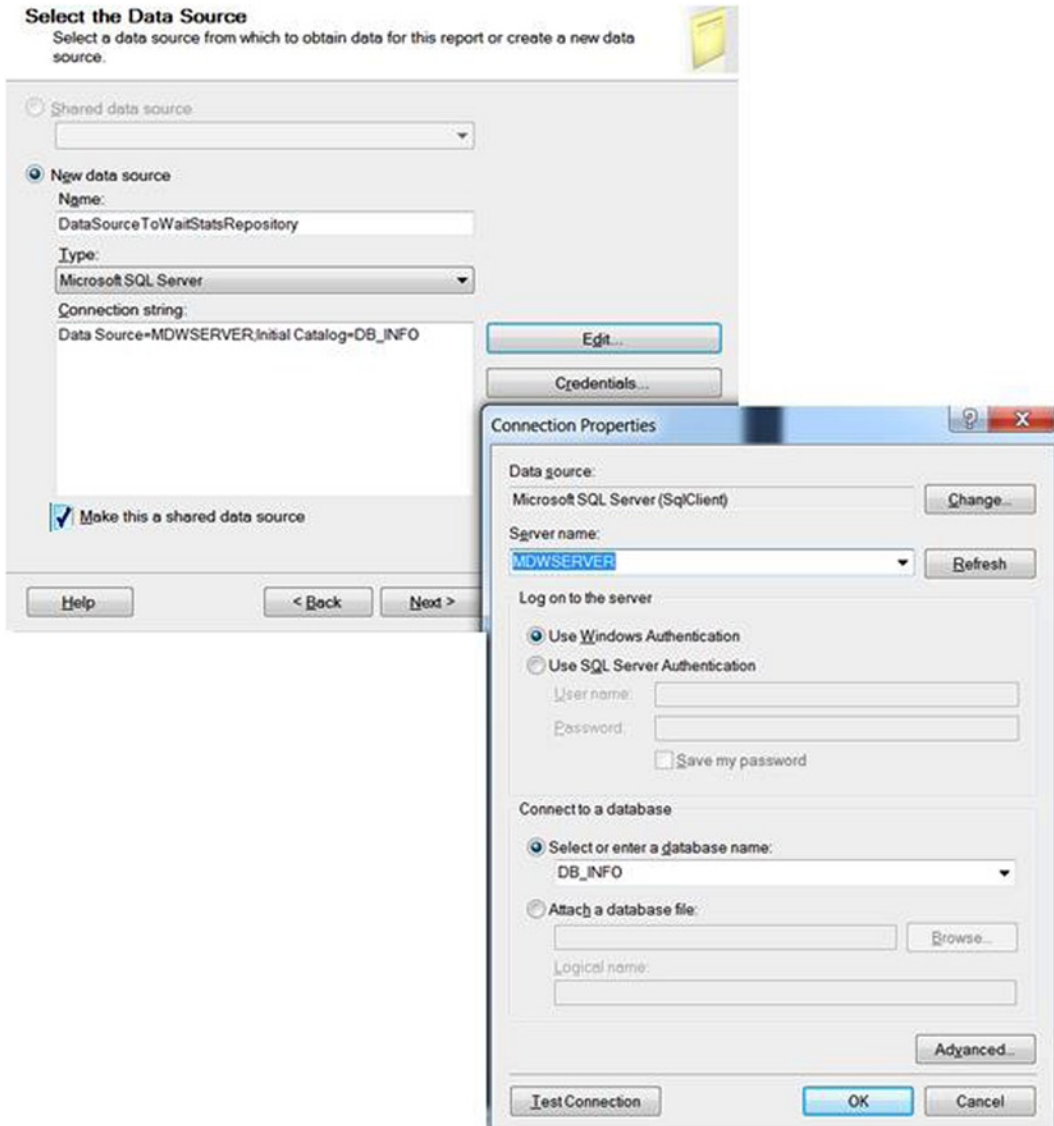 Select the Data Source
Select a data source from which to obtain data for this report or create a new data
source.
Shared data source
New data source
Name:
DataSourceToWaitStatsRepository
Type:
Microsoft SQL Server
Connection string:
Data Source=MDWSERVER;Initial Catalog=DB_INFO
Edit...
Credentials...
Make this a shared data source
Help
< Back
Next >
Connection Properties
Data source:
Microsoft SQL Server (SqlClient)
Change...
Server name:
MDWSERVER
Refresh
Log on to the server
Use Windows Authentication
Use SQL Server Authentication
User name:
Password:
Save my password
Connect to a database
Select or enter a database name:
DB_INFO
Attach a database file:
Browse...
Logical name:
Advanced...
Test Connection
OK
Cancel